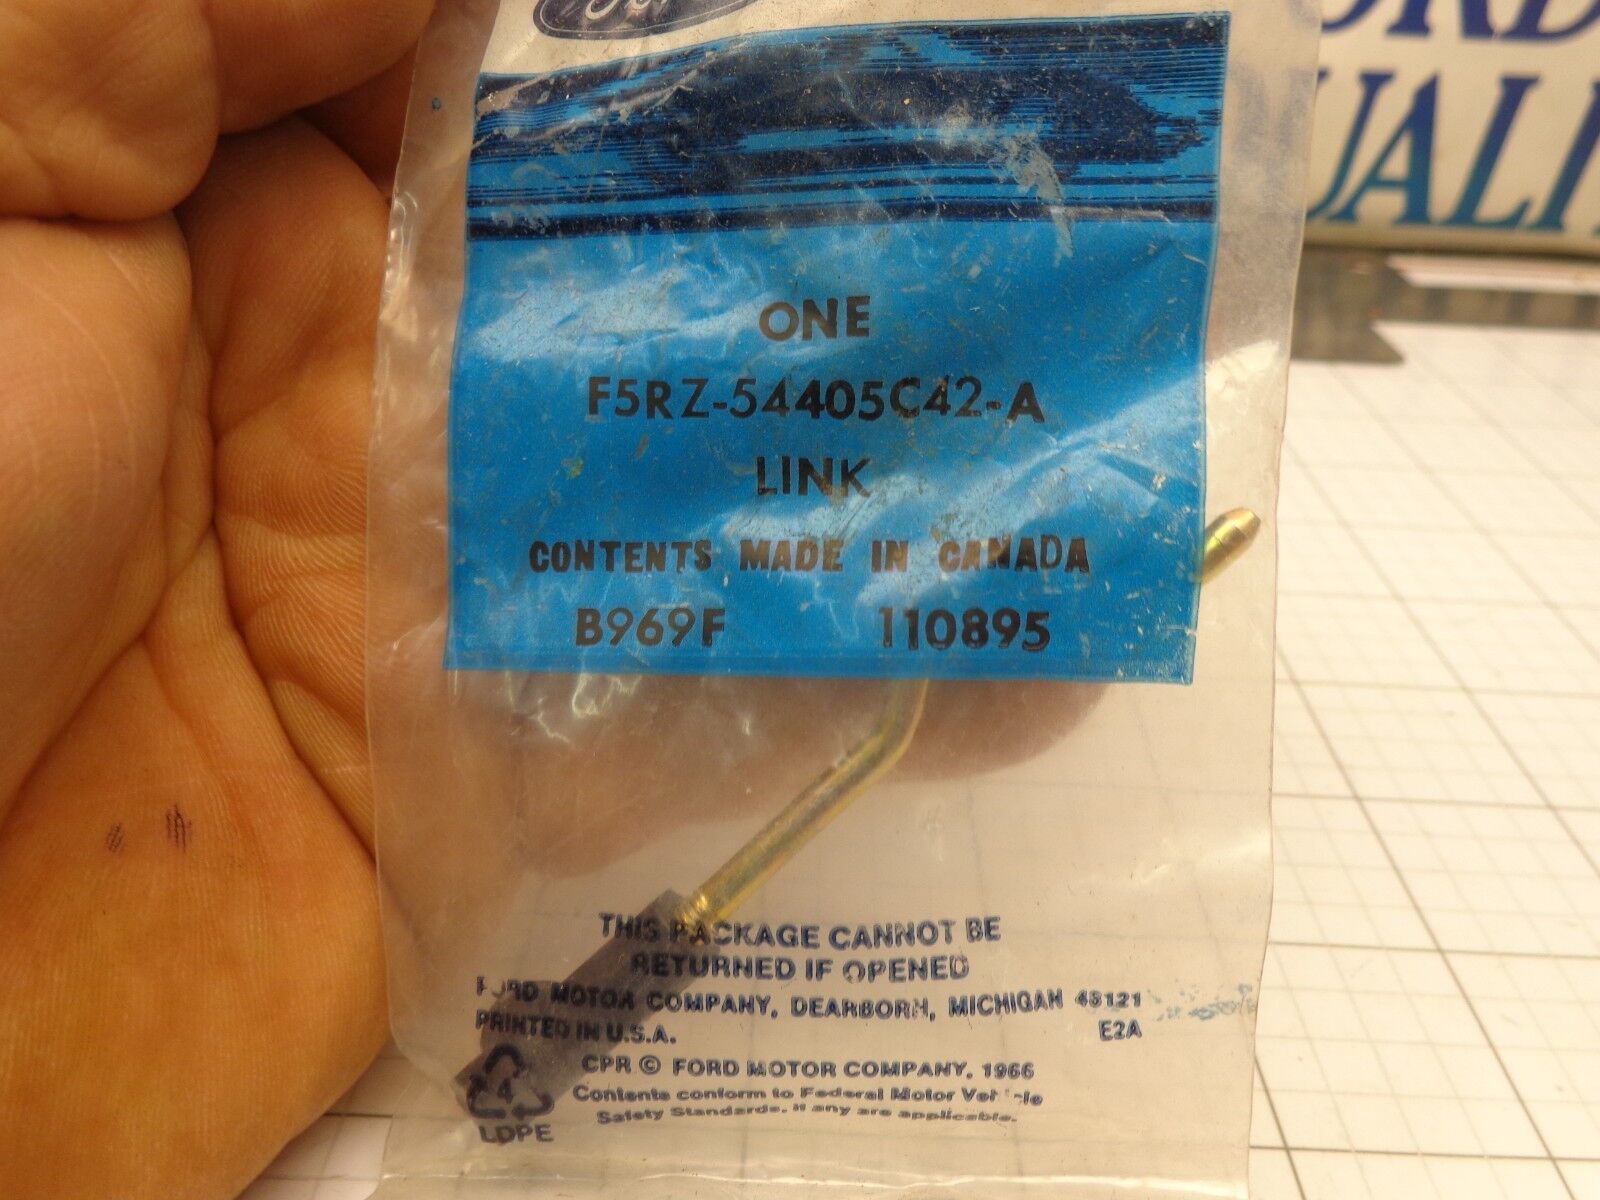 ONE
F5RZ-54405C42-A
LINK
CONTENTS MADE IN CANADA
B969F 110895
THIS PACKAGE CANNOT BE
RETURNED IF OPENED
FORD MOTOR COMPANY, DEARBORN, MICHIGAN 48121
PRINTED IN U.S.A. E2A
CPR © FORD MOTOR COMPANY, 1966
Contents conform to Federal Motor Vehicle
Safety Standards, if any are applicable.
4
LDPE